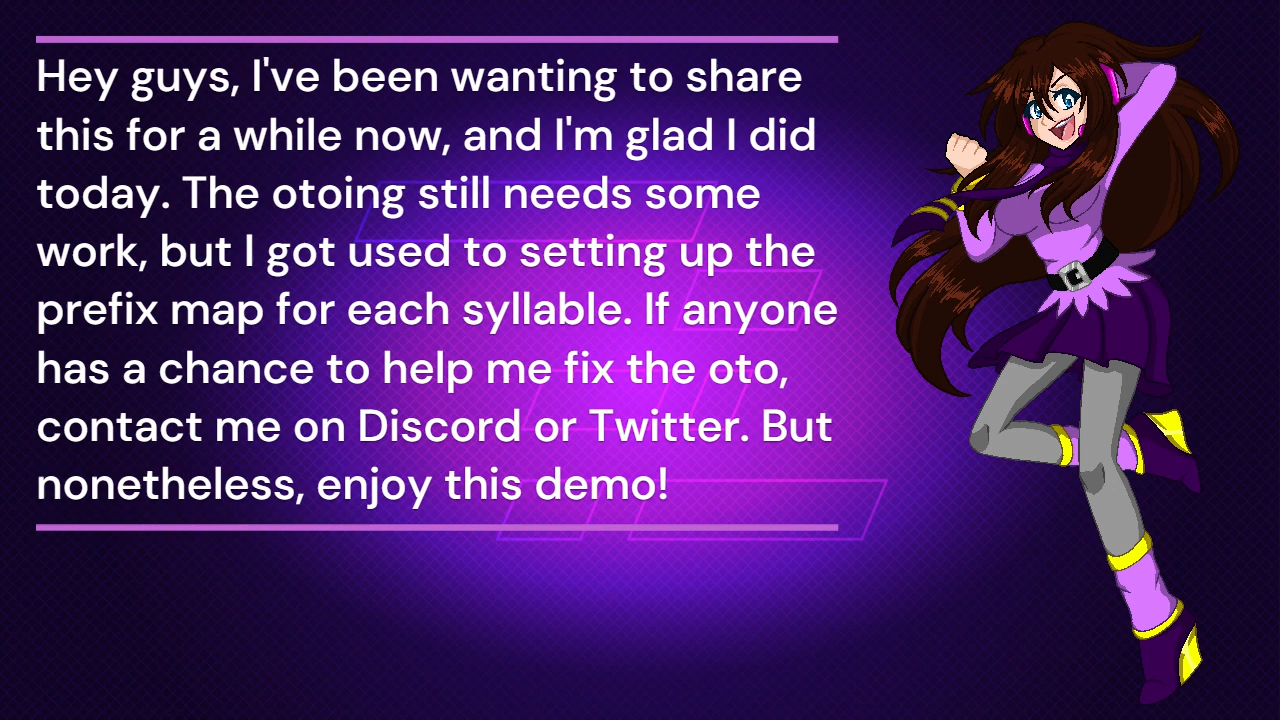 Hey guys, I've been wanting to share
this for a while now, and I'm glad I did
today. The otoing still needs some
work, but I got used to setting up the
prefix map for each syllable. If anyone
has a chance to help me fix the oto,
contact me on Discord or Twitter. But
nonetheless, enjoy this demo!